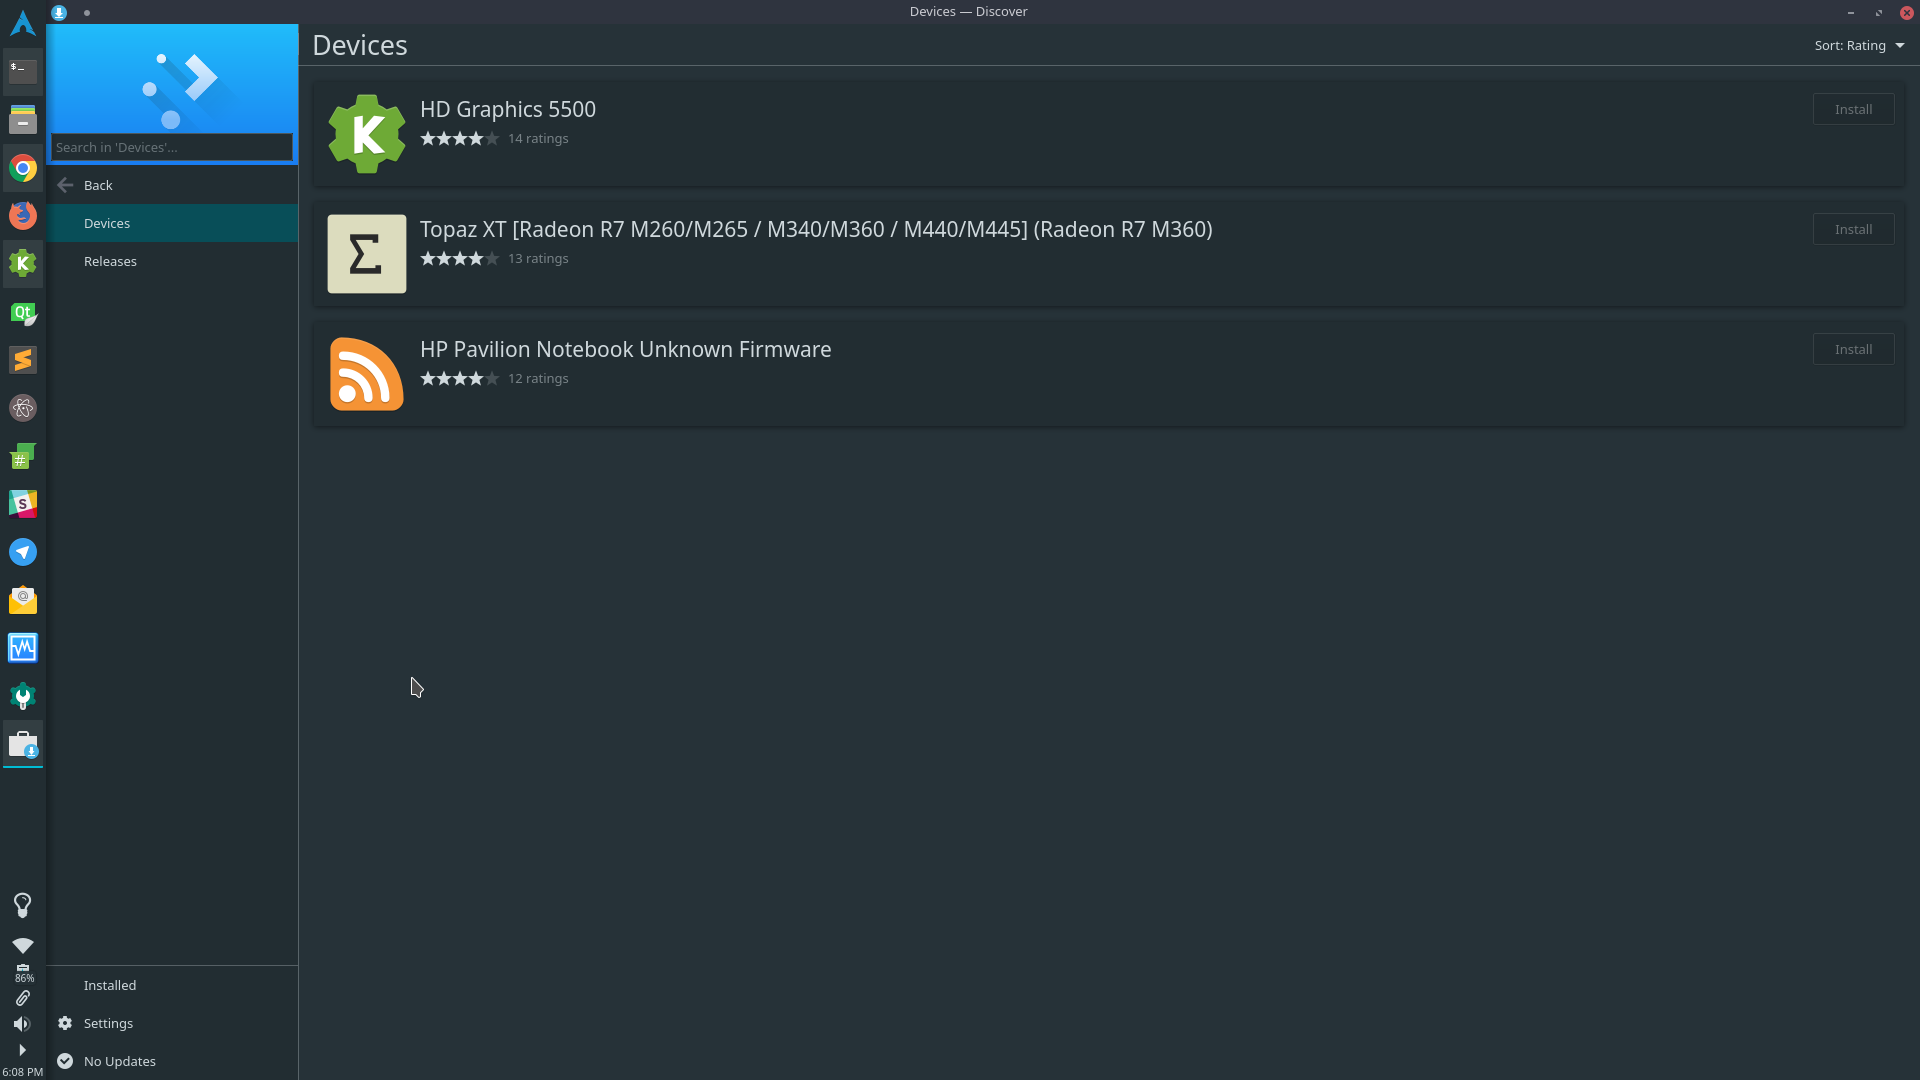 Devices — Discover
Devices
Sort: Rating
Search in 'Devices'...
Back
Devices
Releases
HD Graphics 5500
14 ratings
Install
Topaz XT [Radeon R7 M260/M265 / M340/M360 / M440/M445] (Radeon R7 M360)
13 ratings
Install
HP Pavilion Notebook Unknown Firmware
12 ratings
Install
$_
K
Qt
S
#
S
@
K
Σ
86%
6:08 PM
Installed
Settings
No Updates